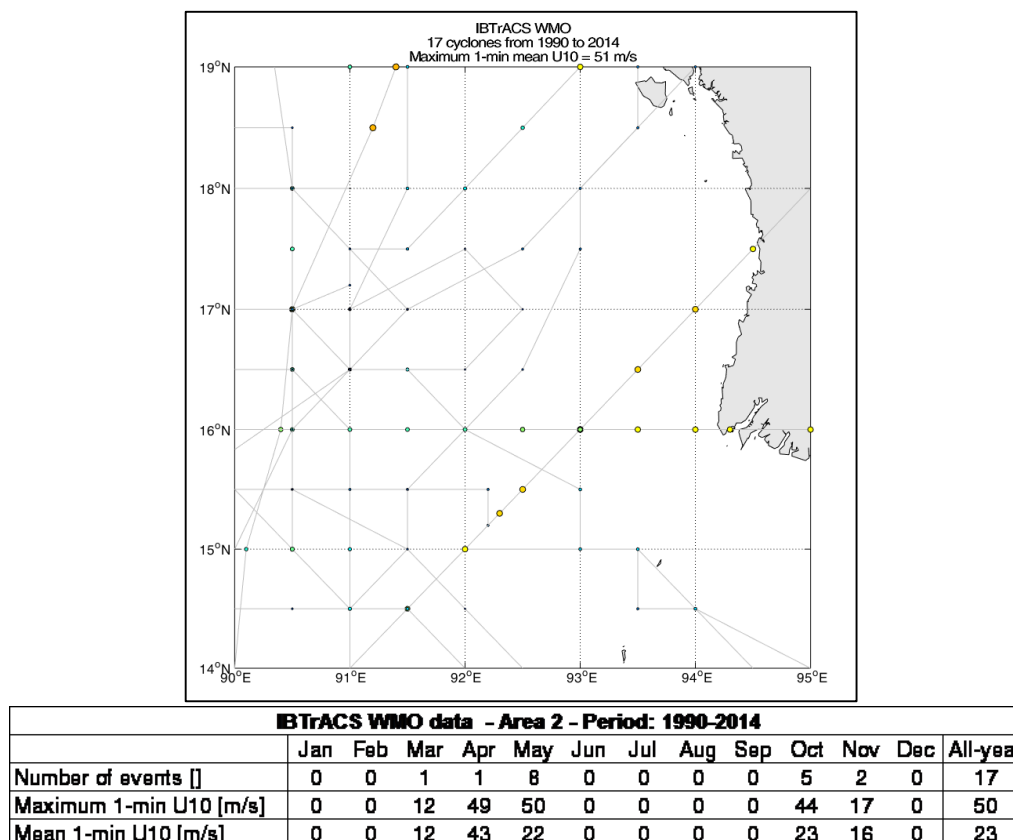 IBTrACS WMO
17 cyclones from 1990 to 2014
Maximum 1-min mean U10 = 51 m/s
19°N
18°N
17°N
16°N
15°N
14°N
90°E 91°E 92°E 93°E 94°E 95°E
IBTrACS WMO data - Area 2 - Period: 1990-2014
Jan Feb Mar Apr May Jun Jul Aug Sep Oct Nov Dec All-year
Number of events [] 0 0 1 1 8 0 0 0 0 5 2 0 17
Maximum 1-min U10 [m/s] 0 0 12 49 50 0 0 0 0 44 17 0 50
Mean 1-min U10 [m/s] 0 0 12 43 22 0 0 0 0 23 16 0 23